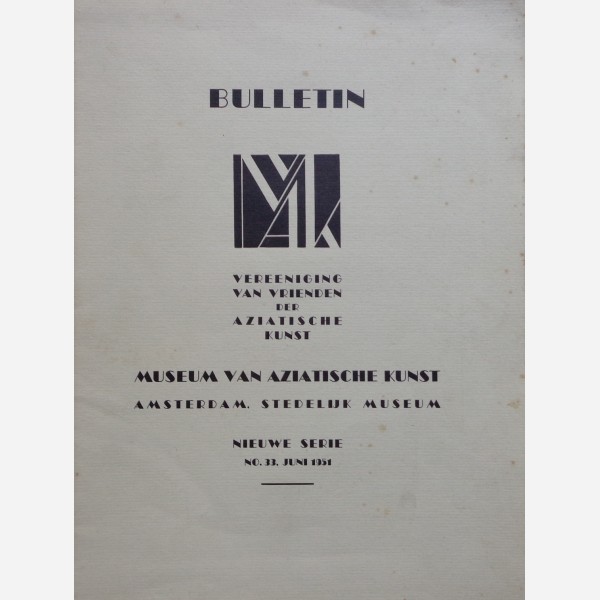 BULLETIN
VEREENIGING
VAN VRIENDEN
DER
AZIATISCHE
KUNST
MUSEUM VAN AZIATISCHE KUNST
AMSTERDAM, STEDELIJK MUSEUM
NIEUWE SERIE
NO. 33, JUNI 1951